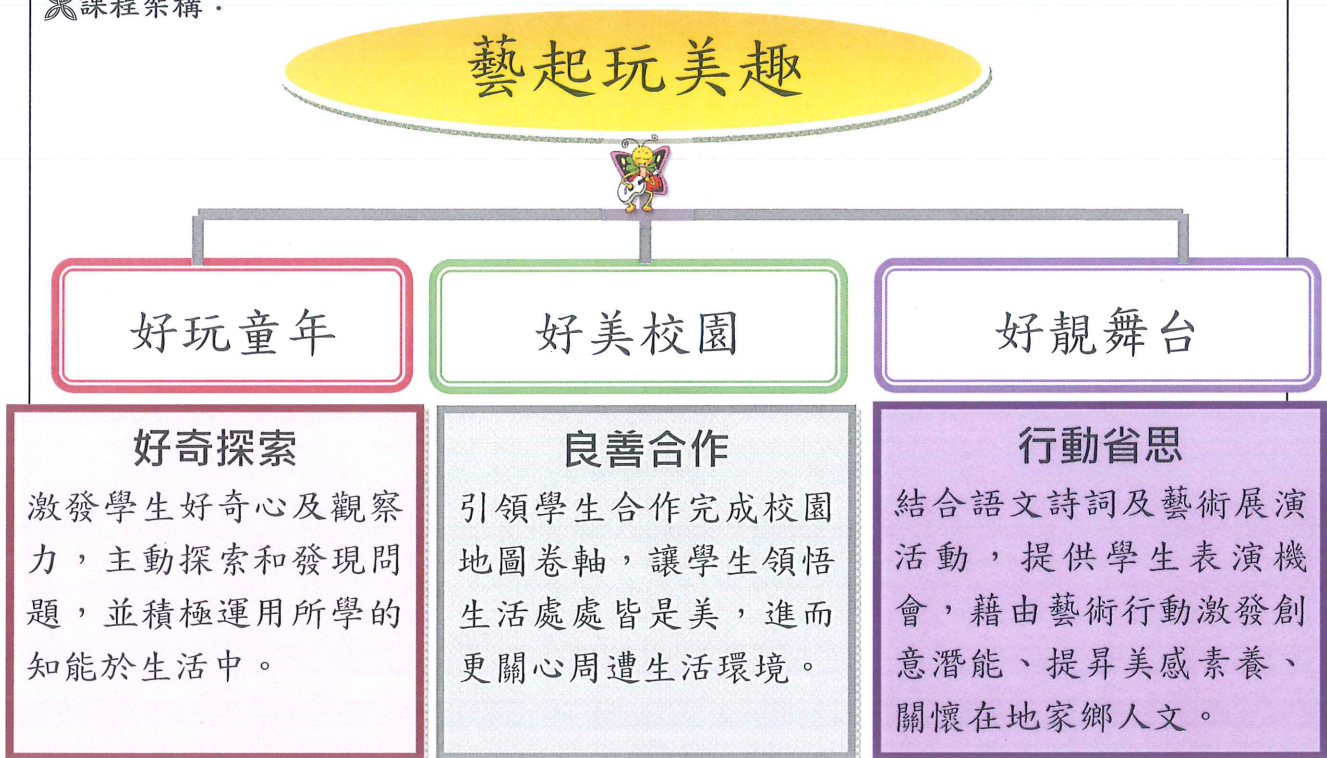 ※課程架構：
藝起玩美趣
好玩童年
好美校園
好靚舞台
好奇探索
激發學生好奇心及觀察
力，主動探索和發現問
題，並積極運用所學的
知能於生活中。
良善合作
引領學生合作完成校園
地圖卷軸，讓學生領悟
生活處處皆是美，進而
更關心周遭生活環境。
行動省思
結合語文詩詞及藝術展演
活動，提供學生表演機
會，藉由藝術行動激發創
意潛能、提昇美感素養、
關懷在地家鄉人文。